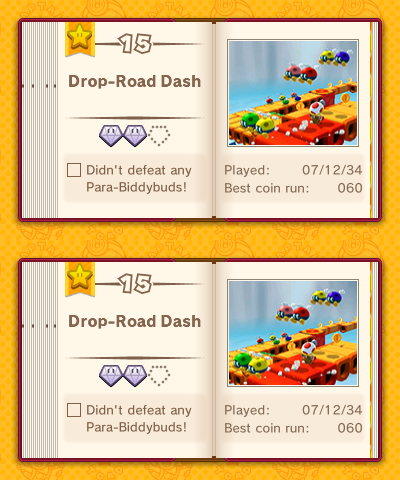 15
Drop-Road Dash
Didn't defeat any
Para-Biddybuds!
Played: 07/12/34
Best coin run: 060
15
Drop-Road Dash
Didn't defeat any
Para-Biddybuds!
Played: 07/12/34
Best coin run: 060